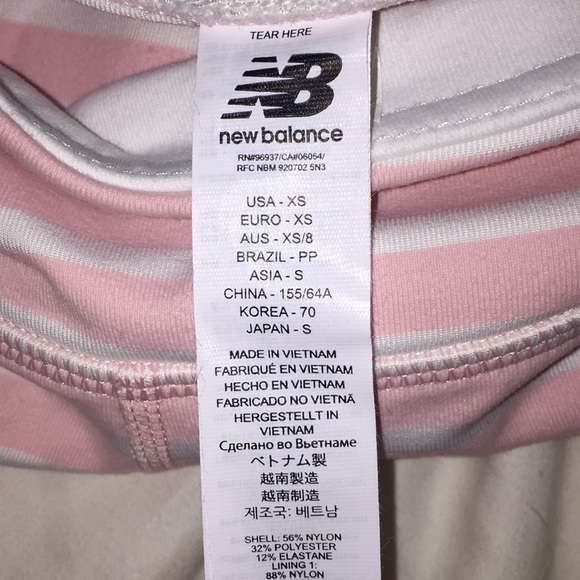 TEAR HERE
NB
new balance
RN#96937/CA#06054/
RFC NBM 920702 5N3
USA - XS
EURO - XS
AUS - XS/8
BRAZIL - PP
ASIA - S
CHINA - 155/64A
KOREA - 70
JAPAN - S
MADE IN VIETNAM
FABRIQUÉ EN VIETNAM
HECHO EN VIETNAM
FABRICADO NO VIETNÃ
HERGESTELLT IN
VIETNAM
Сделано во Вьетнаме
ベトナム製
越南製造
越南制造
제조국: 베트남
SHELL: 56% NYLON
32% POLYESTER
12% ELASTANE
LINING 1:
88% NYLON